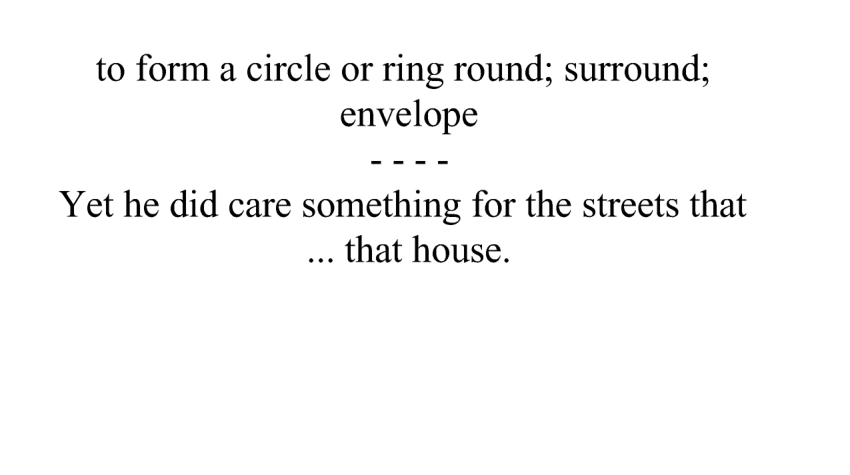 to form a circle or ring round; surround;
envelope
- - - -
Yet he did care something for the streets that
... that house.